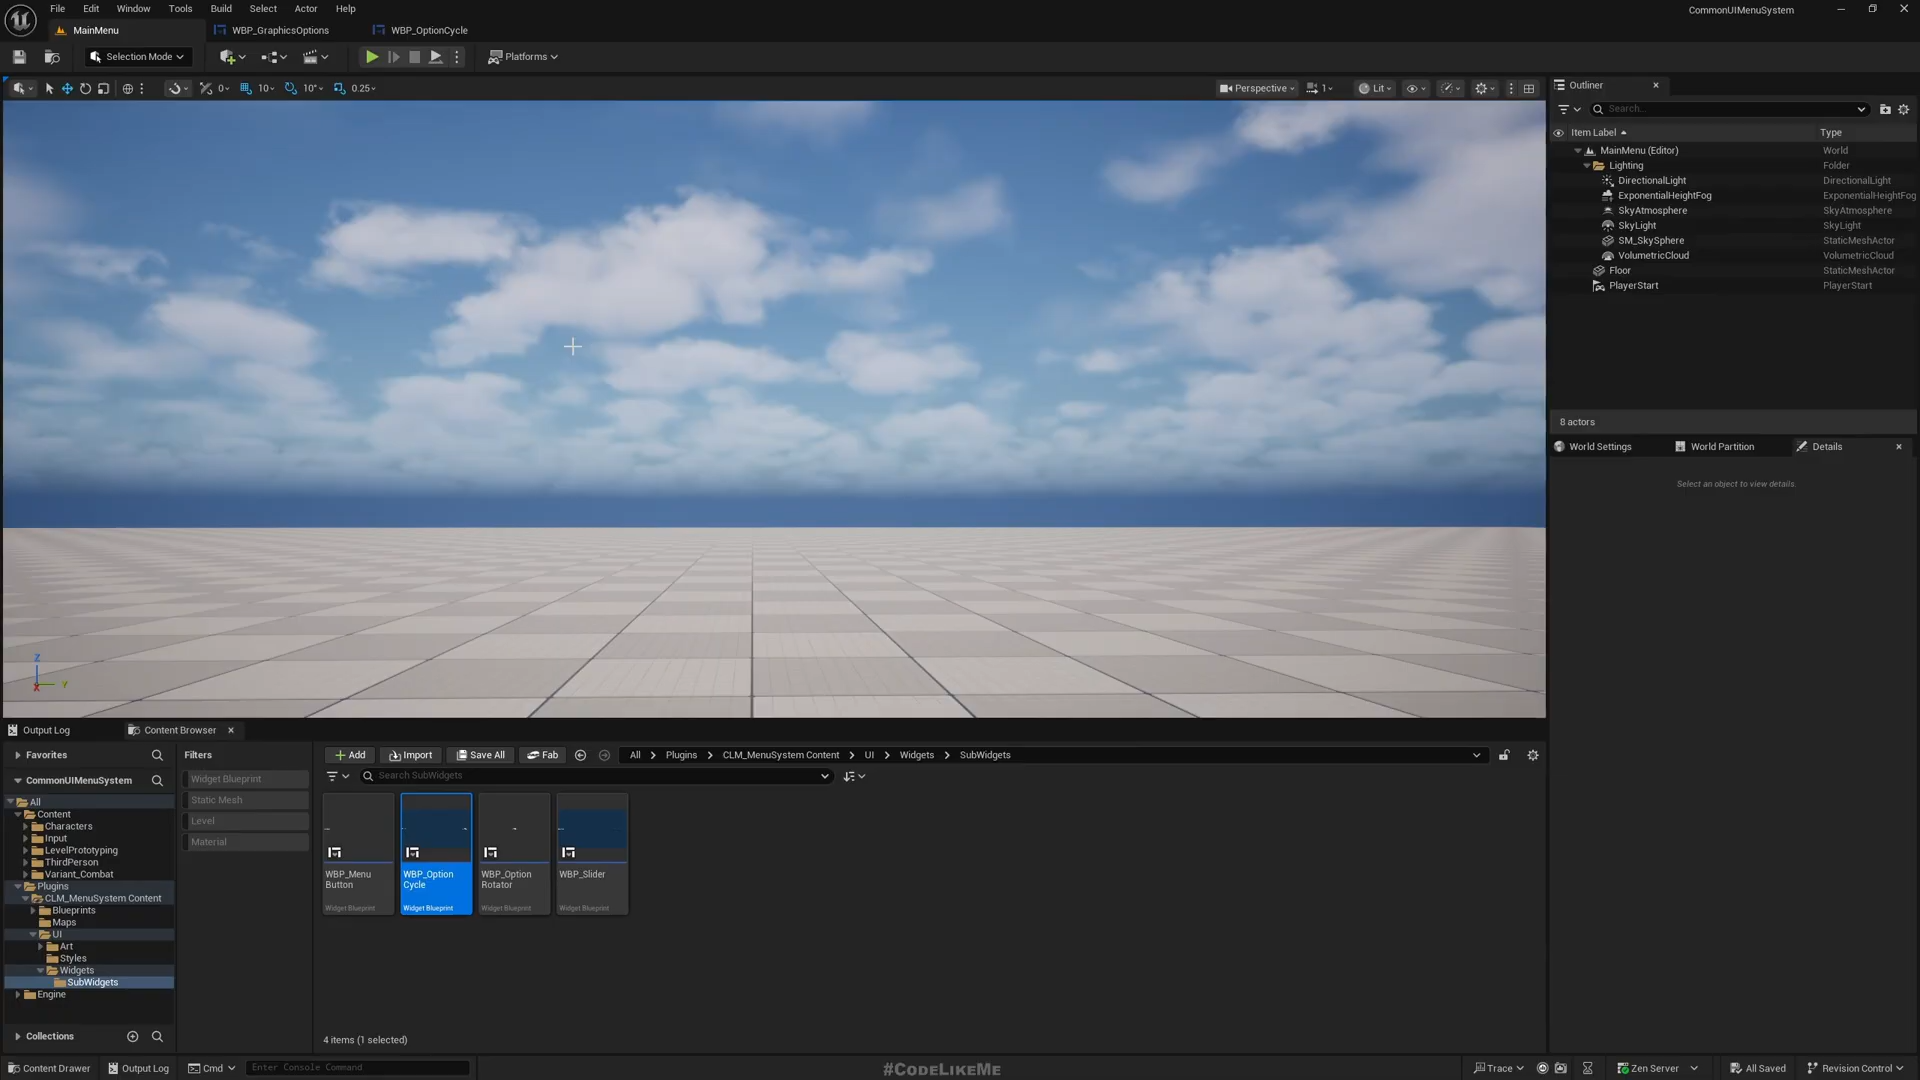 File Edit Window Tools Build Select Actor Help
CommonUIMenuSystem
MainMenu
WBP_GraphicsOptions
WBP_OptionCycle
Selection Mode
Platforms
0
10
10°
0.25
Perspective
1
Lit
Outliner
Search...
Item Label Type
MainMenu (Editor) World
Lighting Folder
DirectionalLight DirectionalLight
ExponentialHeightFog ExponentialHeightFog
SkyAtmosphere SkyAtmosphere
SkyLight SkyLight
SM_SkySphere StaticMeshActor
VolumetricCloud VolumetricCloud
Floor StaticMeshActor
PlayerStart PlayerStart
8 actors
World Settings
World Partition
Details
Select an object to view details.
Z
X
Y
Output Log
Content Browser
Favorites
Filters
Add
Import
Save All
Fab
All
Plugins
CLM_MenuSystem Content
UI
Widgets
SubWidgets
CommonUIMenuSystem
Widget Blueprint
Static Mesh
Level
Material
Search SubWidgets
All
Content
Characters
Input
LevelPrototyping
ThirdPerson
Variant_Combat
Plugins
CLM_MenuSystem Content
Blueprints
Maps
UI
Art
Styles
Widgets
SubWidgets
Engine
WBP_Menu
Button
Widget Blueprint
WBP_Option
Cycle
Widget Blueprint
WBP_Option
Rotator
Widget Blueprint
WBP_Slider
Widget Blueprint
Collections
4 items (1 selected)
Content Drawer
Output Log
Cmd
Enter Console Command
#CodeLikeMe
Trace
Zen Server
All Saved
Revision Control